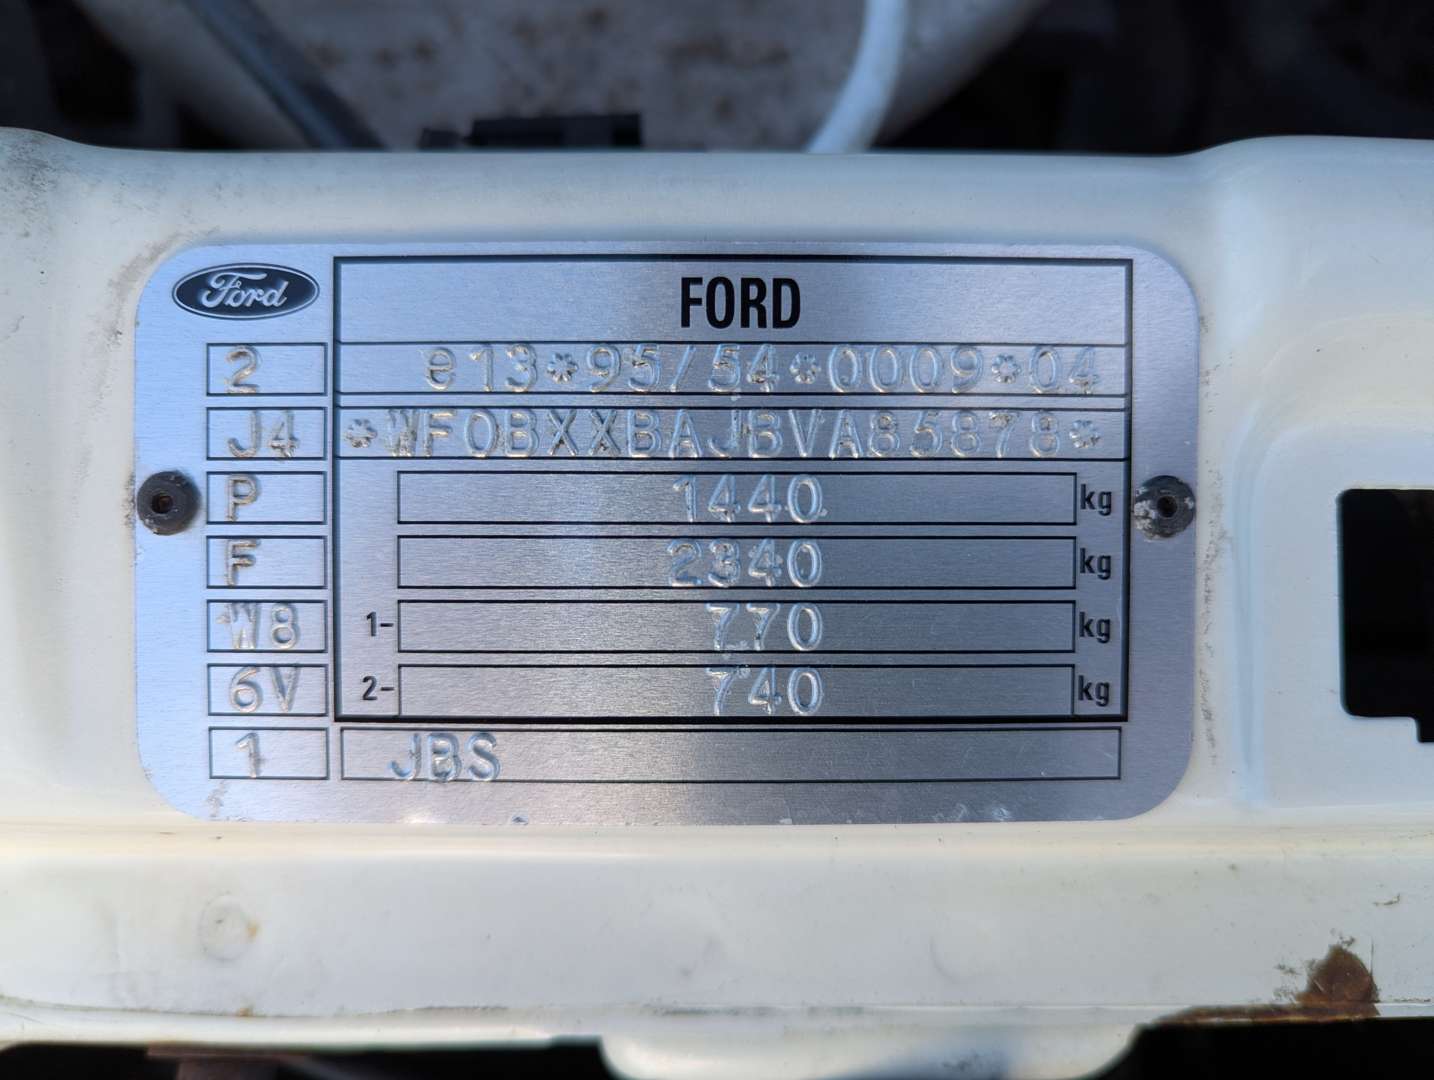 Ford
FORD
2 e13*95/54*0009*04
J4 *WF0BXXBAJBVA85878*
P 1440 kg
F 2340 kg
W8 1- 770 kg
6V 2- 740 kg
1 JBS